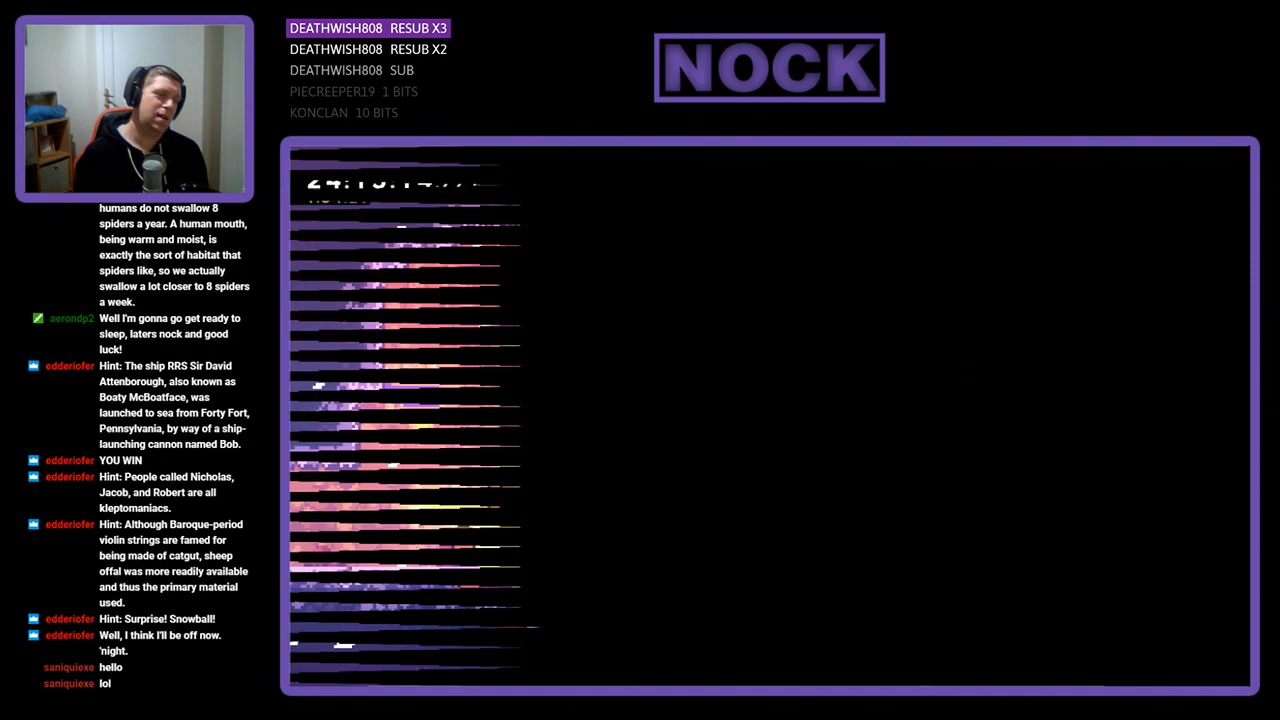 DEATHWISH808 RESUB X3
DEATHWISH808 RESUB X2
DEATHWISH808 SUB
PIECREEPER19 1 BITS
KONCLAN 10 BITS
NOCK
humans do not swallow 8
spiders a year. A human mouth,
being warm and moist, is
exactly the sort of habitat that
spiders like, so we actually
swallow a lot closer to 8 spiders
a week.
aerondp2 Well I'm gonna go get ready to
sleep, laters nock and good
luck!
edderiofer Hint: The ship RRS Sir David
Attenborough, also known as
Boaty McBoatface, was
launched to sea from Forty Fort,
Pennsylvania, by way of a ship-
launching cannon named Bob.
edderiofer YOU WIN
edderiofer Hint: People called Nicholas,
Jacob, and Robert are all
kleptomaniacs.
edderiofer Hint: Although Baroque-period
violin strings are famed for
being made of catgut, sheep
offal was more readily available
and thus the primary material
used.
edderiofer Hint: Surprise! Snowball!
edderiofer Well, I think I'll be off now.
'night.
saniquiexe hello
saniquiexe lol